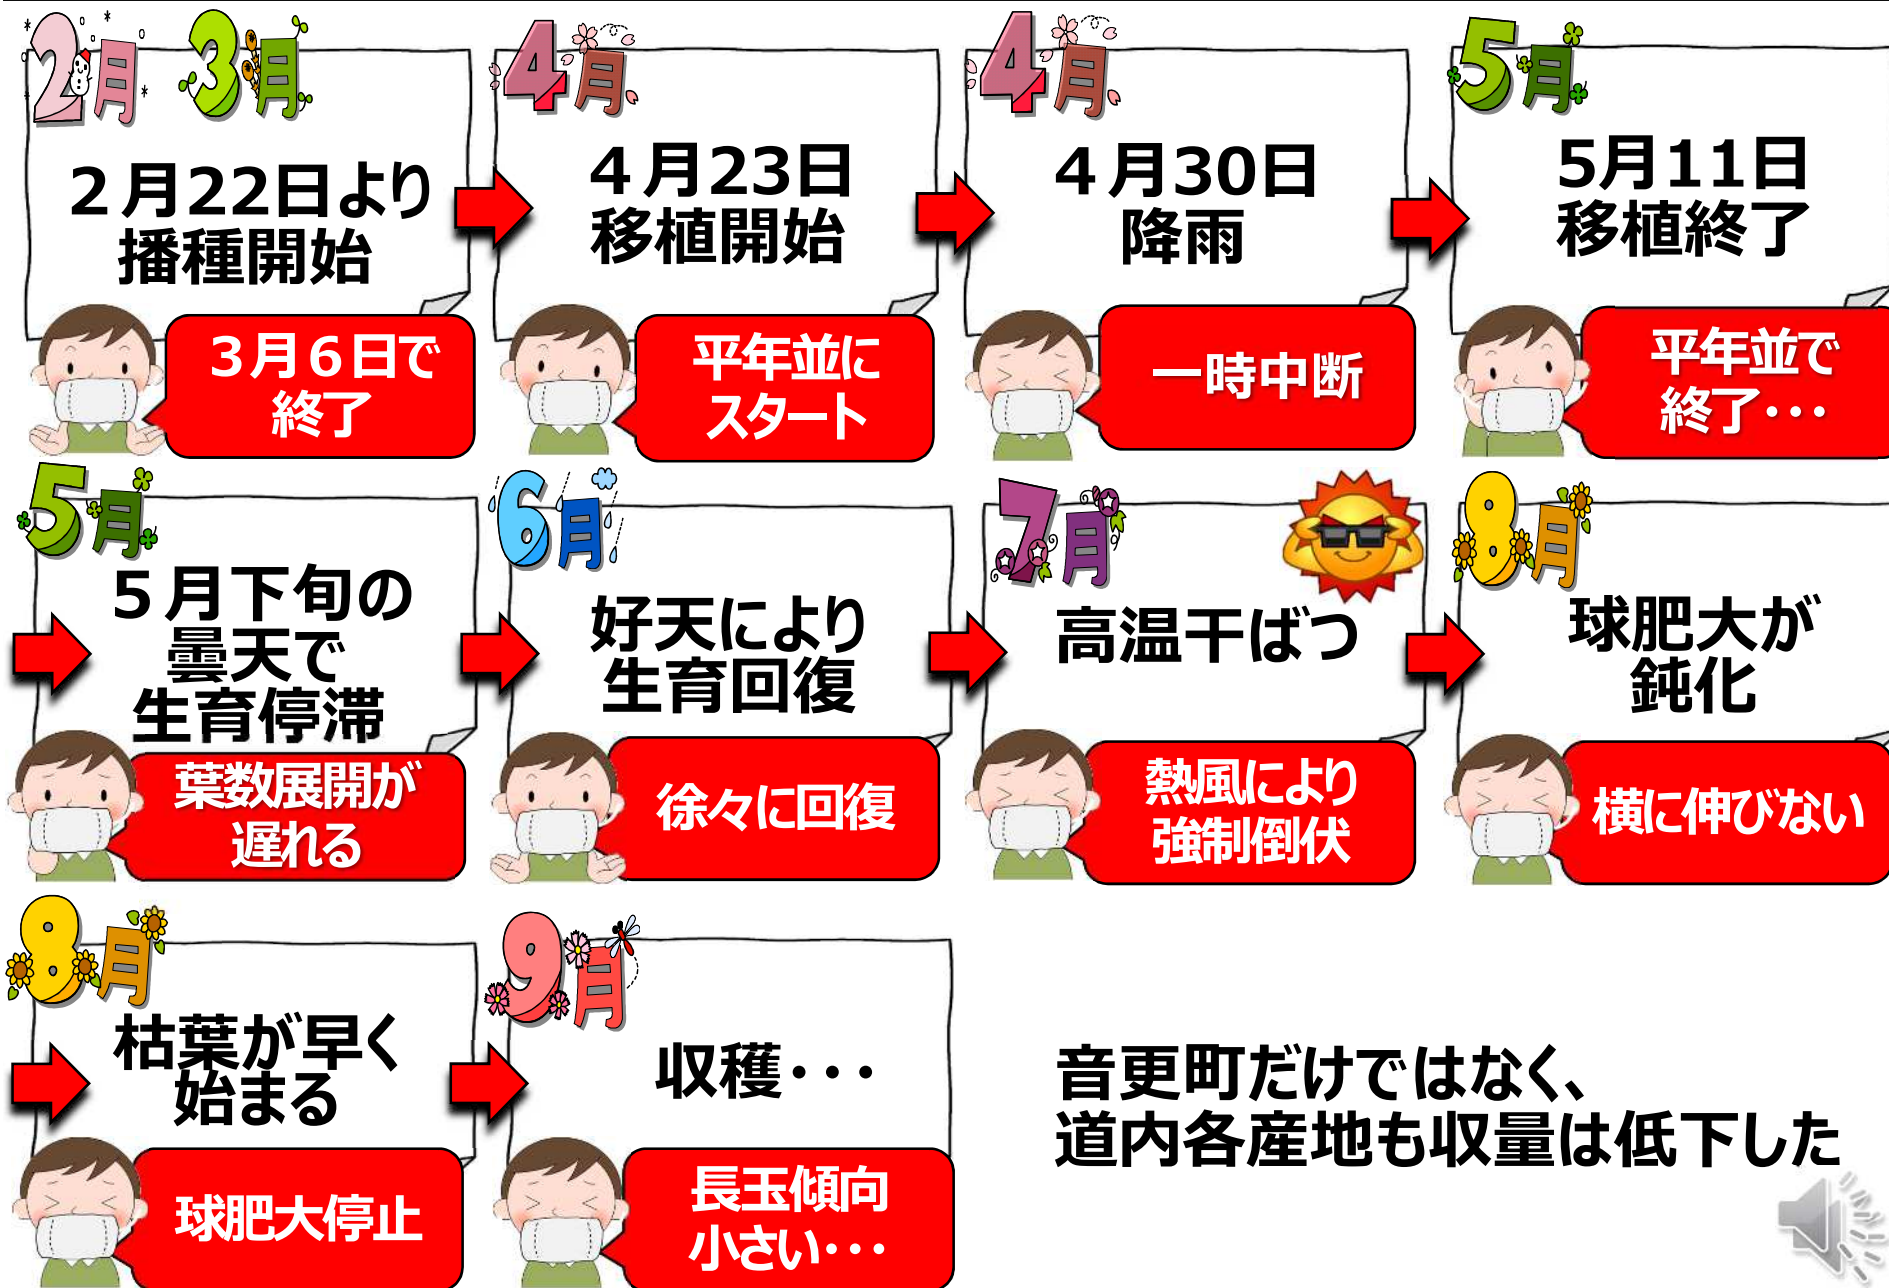 2月 3月
２月22日より
播種開始
３月６日で
終了
4月
４月23日
移植開始
平年並に
スタート
4月
４月30日
降雨
一時中断
5月
5月11日
移植終了
平年並で
終了･･･
5月
５月下旬の
曇天で
生育停滞
葉数展開が
遅れる
6月
好天により
生育回復
徐々に回復
7月
高温干ばつ
熱風により
強制倒伏
8月
球肥大が
鈍化
横に伸びない
8月
枯葉が早く
始まる
球肥大停止
9月
収穫･･･
長玉傾向
小さい･･･
音更町だけではなく、
道内各産地も収量は低下した